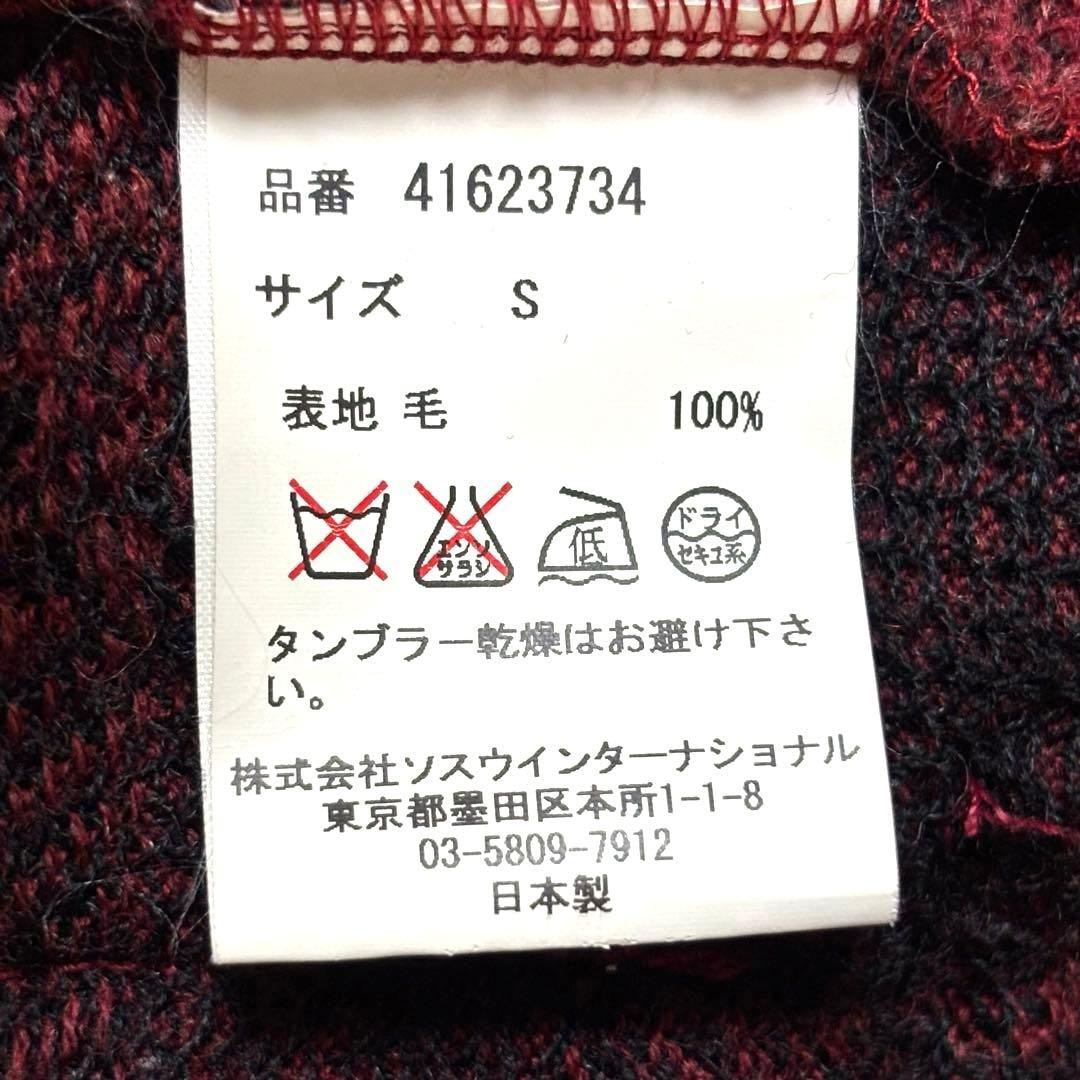 品番 41623734
サイズ S
表地 毛 100%
エンソ
サラシ
低
ドライ
セキユ系
タンブラー乾燥はお避け下さ
い。
株式会社ソスウインターナショナル
東京都墨田区本所1-1-8
03-5809-7912
日本製